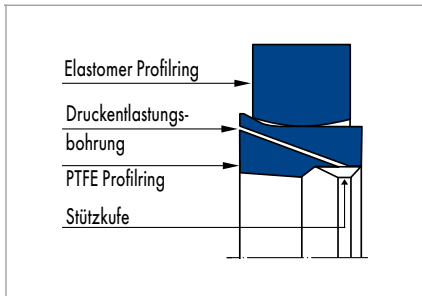 Elastomer Profilring
Druckentlastungs-
bohrung
PTFE Profilring
Stützkufe